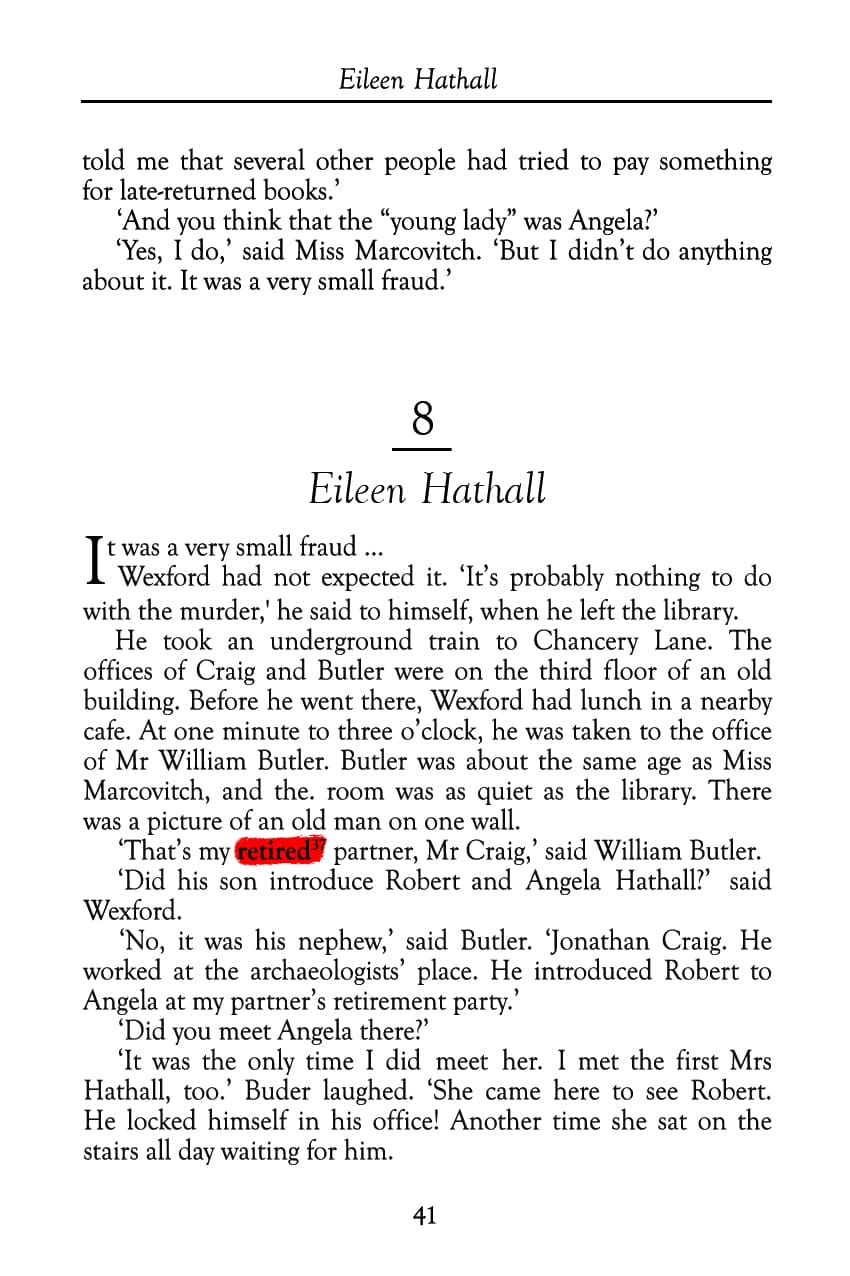 Eileen Hathall
told me that several other people had tried to pay something
for late-returned books.’
‘And you think that the “young lady” was Angela?’
‘Yes, I do,’ said Miss Marcovitch. ‘But I didn’t do anything
about it. It was a very small fraud.’
8
Eileen Hathall
It was a very small fraud ...
Wexford had not expected it. ‘It’s probably nothing to do
with the murder,' he said to himself, when he left the library.
He took an underground train to Chancery Lane. The
offices of Craig and Butler were on the third floor of an old
building. Before he went there, Wexford had lunch in a nearby
cafe. At one minute to three o’clock, he was taken to the office
of Mr William Butler. Butler was about the same age as Miss
Marcovitch, and the. room was as quiet as the library. There
was a picture of an old man on one wall.
‘That’s my retired³⁷ partner, Mr Craig,’ said William Butler.
‘Did his son introduce Robert and Angela Hathall?’ said
Wexford.
‘No, it was his nephew,’ said Butler. ‘Jonathan Craig. He
worked at the archaeologists’ place. He introduced Robert to
Angela at my partner’s retirement party.’
‘Did you meet Angela there?’
‘It was the only time I did meet her. I met the first Mrs
Hathall, too.’ Buder laughed. ‘She came here to see Robert.
He locked himself in his office! Another time she sat on the
stairs all day waiting for him.
41